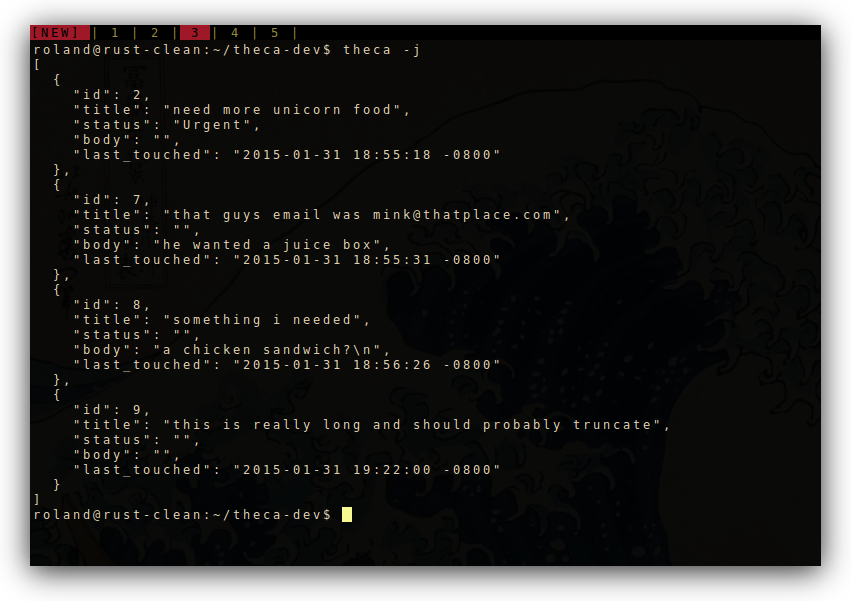 [NEW] | 1 | 2 | 3 | 4 | 5 |
roland@rust-clean:~/theca-dev$ theca -j
[
  {
    "id": 2,
    "title": "need more unicorn food",
    "status": "Urgent",
    "body": "",
    "last_touched": "2015-01-31 18:55:18 -0800"
  },
  {
    "id": 7,
    "title": "that guys email was mink@thatplace.com",
    "status": "",
    "body": "he wanted a juice box",
    "last_touched": "2015-01-31 18:55:31 -0800"
  },
  {
    "id": 8,
    "title": "something i needed",
    "status": "",
    "body": "a chicken sandwich?\n",
    "last_touched": "2015-01-31 18:56:26 -0800"
  },
  {
    "id": 9,
    "title": "this is really long and should probably truncate",
    "status": "",
    "body": "",
    "last_touched": "2015-01-31 19:22:00 -0800"
  }
]
roland@rust-clean:~/theca-dev$